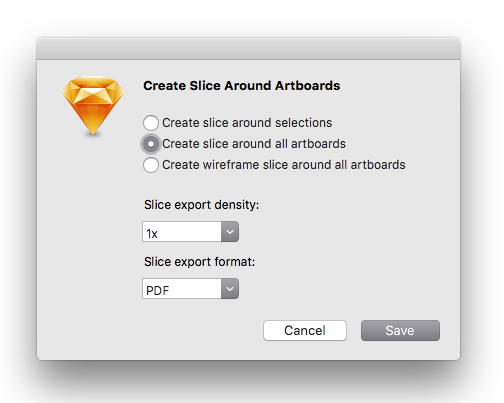 Create Slice Around Artboards
Create slice around selections
Create slice around all artboards
Create wireframe slice around all artboards
Slice export density:
1x
Slice export format:
PDF
Cancel Save